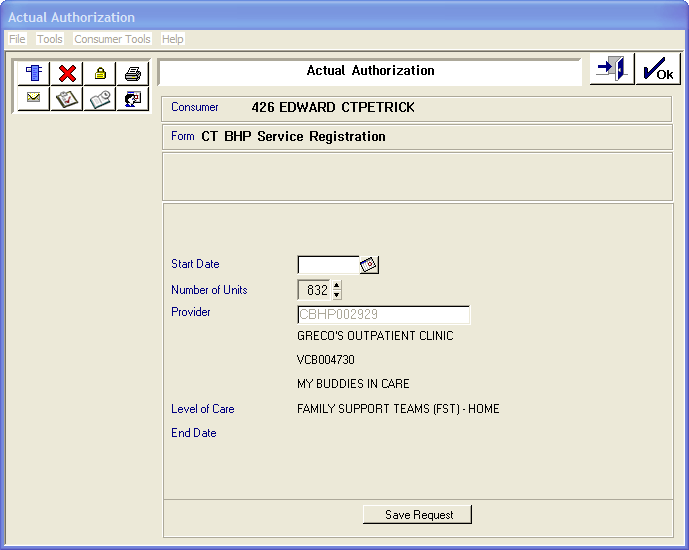 Actual Authorization
File Tools Consumer Tools Help
Actual Authorization
Ok
Consumer 426 EDWARD CTPETRICK
Form CT BHP Service Registration
Start Date
Number of Units 832
Provider CBHP002929
GRECO'S OUTPATIENT CLINIC
VCB004730
MY BUDDIES IN CARE
Level of Care FAMILY SUPPORT TEAMS (FST) - HOME
End Date
Save Request